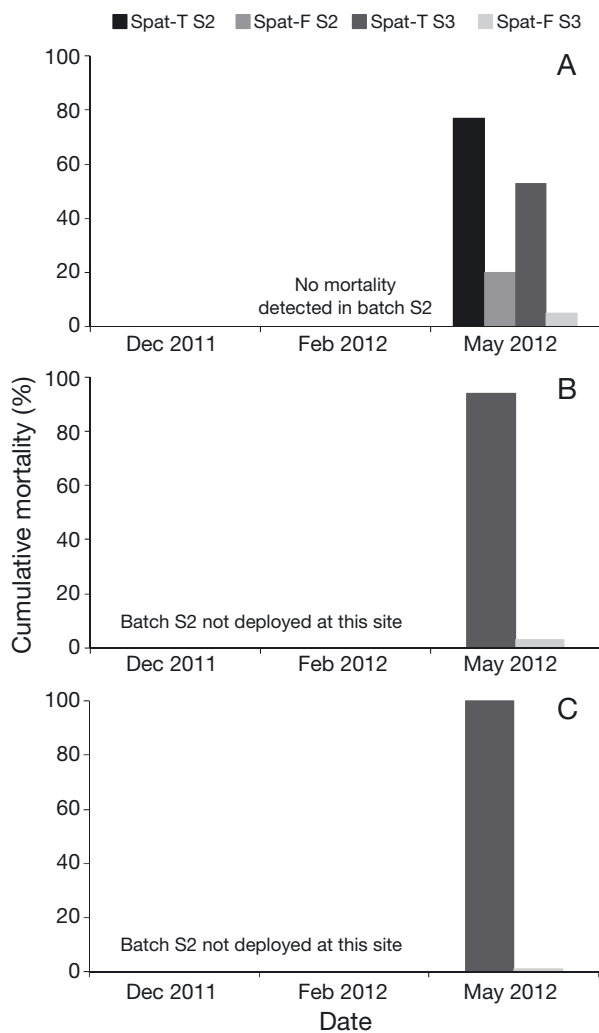 Spat-T S2 Spat-F S2 Spat-T S3 Spat-F S3
A
100
80
60
40
20
0
No mortality
detected in batch S2
Dec 2011 Feb 2012 May 2012
B
100
80
60
40
20
0
Batch S2 not deployed at this site
Dec 2011 Feb 2012 May 2012
C
100
80
60
40
20
0
Batch S2 not deployed at this site
Dec 2011 Feb 2012 May 2012
Cumulative mortality (%)
Date